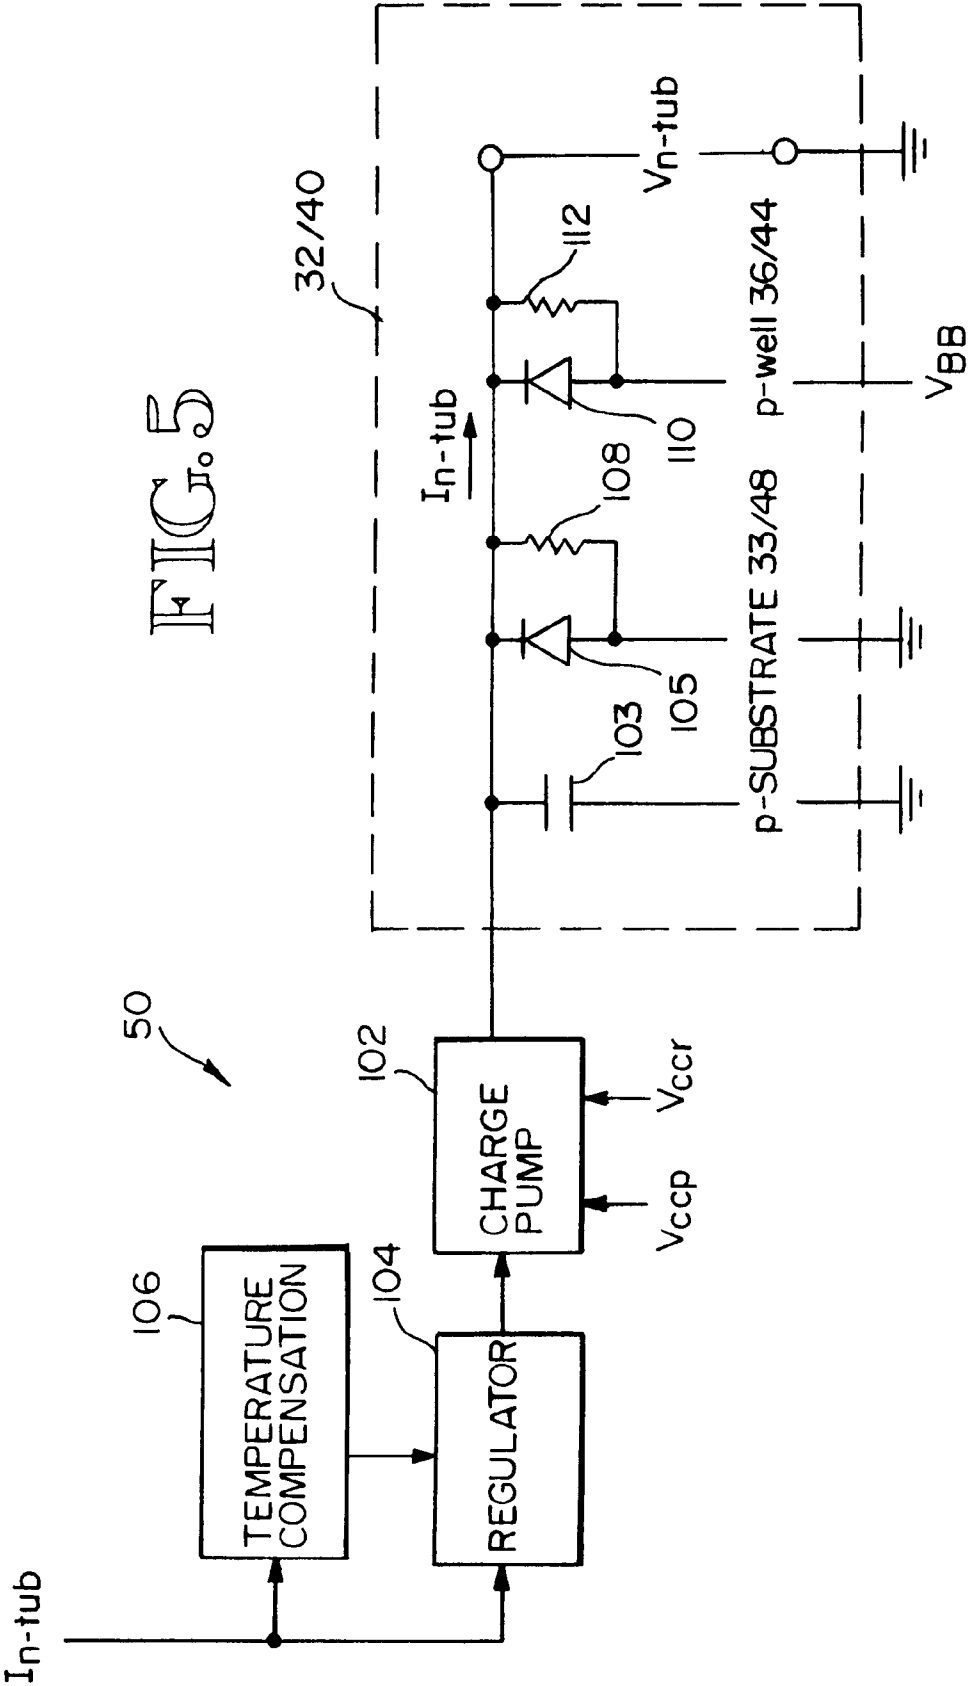 FIG.5
50
32/40
In-tub
106
TEMPERATURE
COMPENSATION
104
REGULATOR
102
CHARGE
PUMP
Vccp
Vccr
In-tub
103
105
108
110
112
Vn-tub
p-SUBSTRATE 33/48
p-well 36/44
VBB